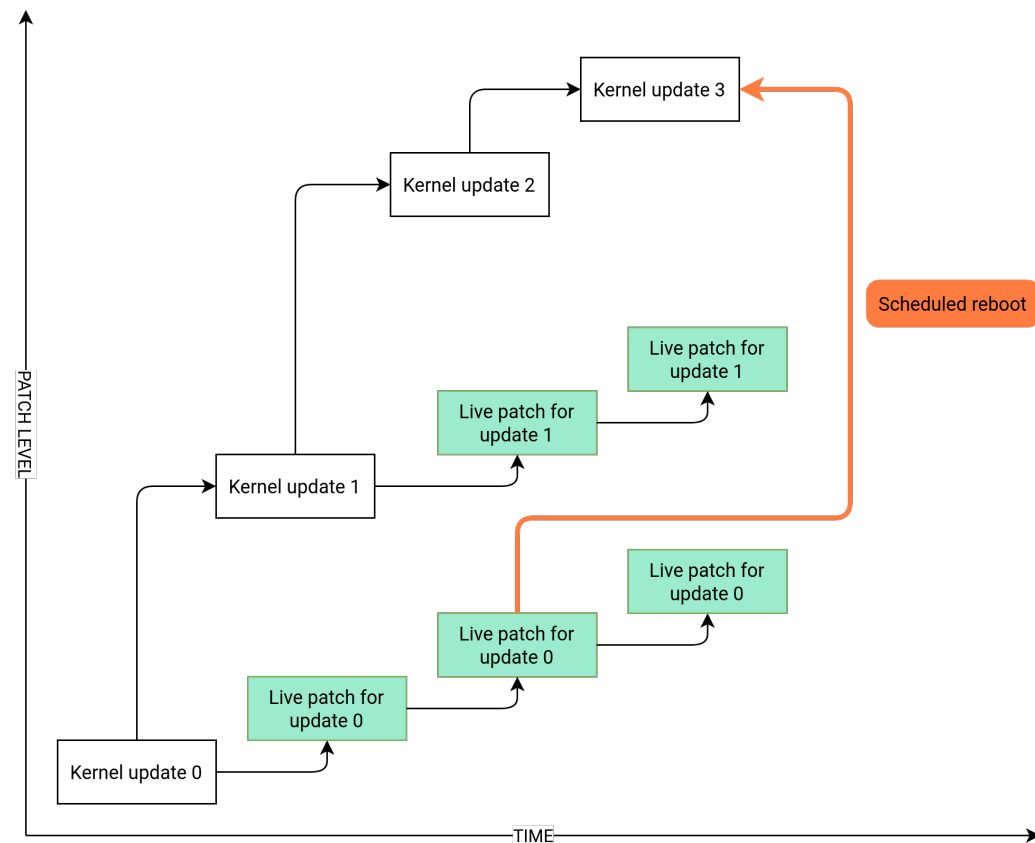 Kernel update 3
Kernel update 2
Scheduled reboot
Live patch for
update 1
PATCH LEVEL
Live patch for
update 1
Kernel update 1
Live patch for
update 0
Live patch for
update 0
Live patch for
update 0
Kernel update 0
TIME